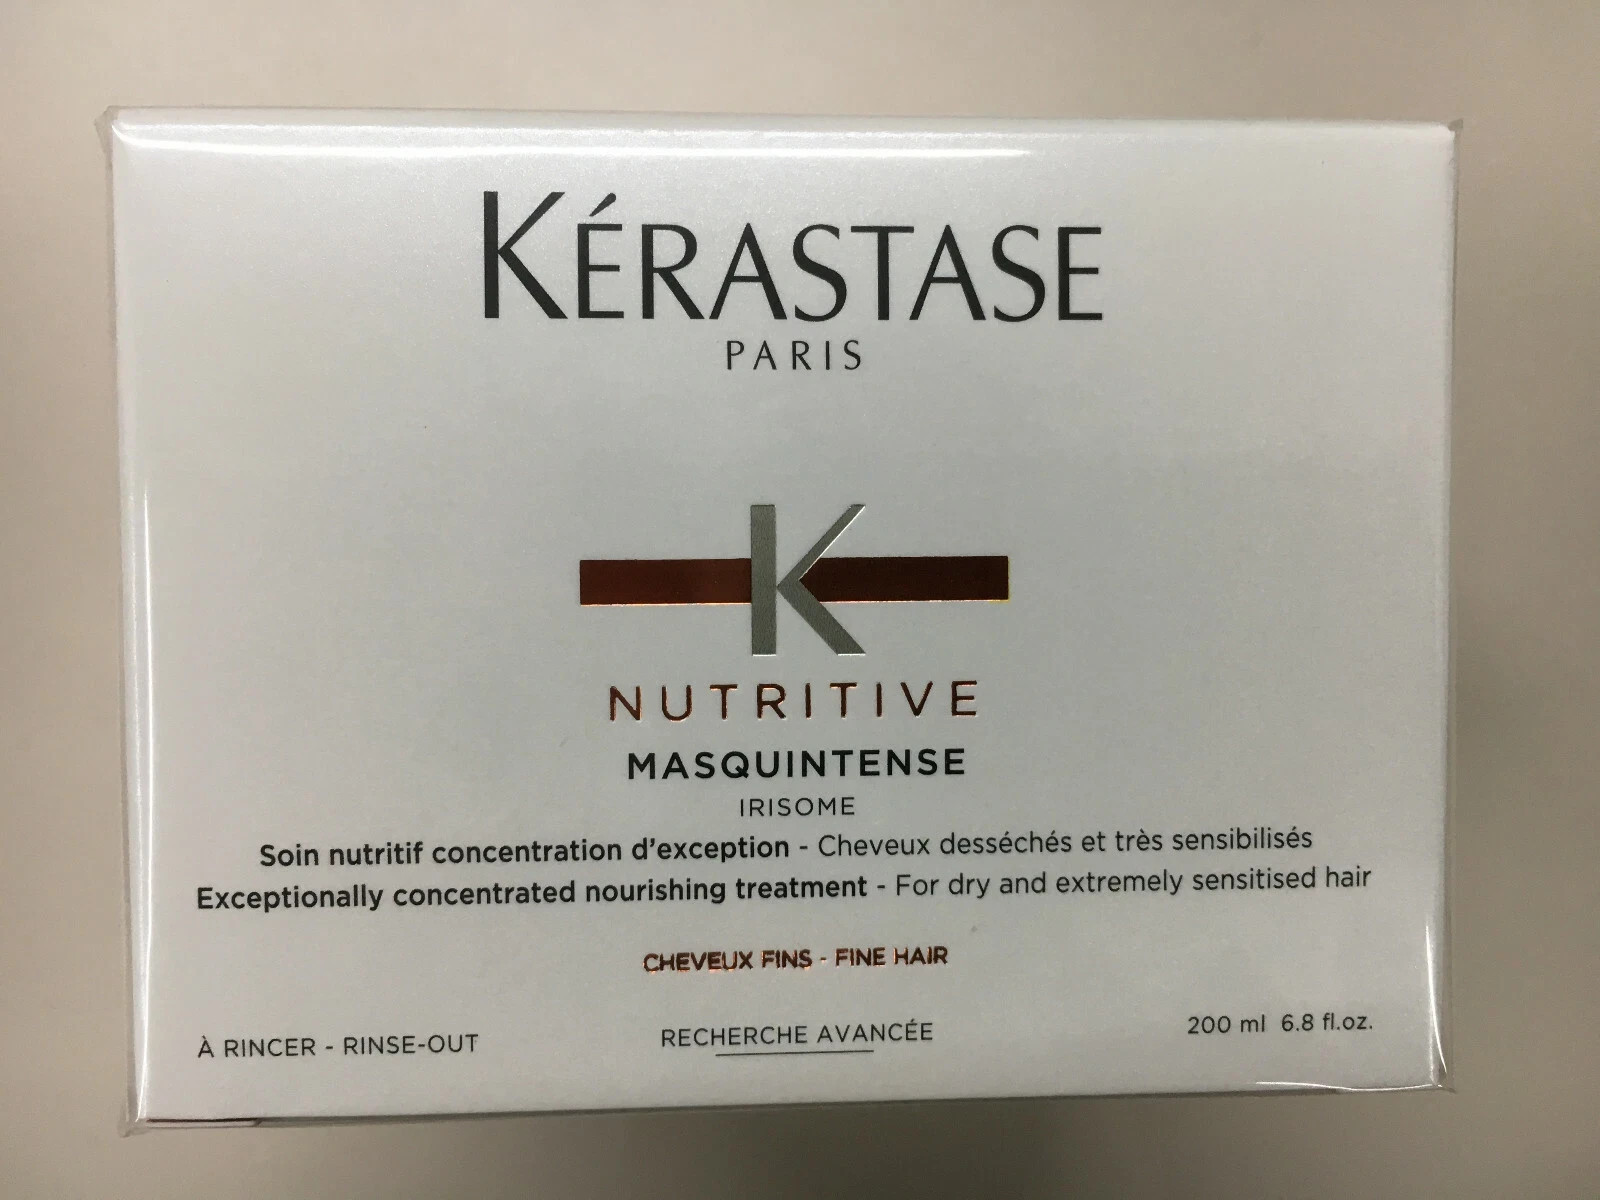 KÉRASTASE
PARIS
K
NUTRITIVE
MASQUINTENSE
IRISOME
Soin nutritif concentration d'exception - Cheveux desséchés et très sensibilisés
Exceptionally concentrated nourishing treatment - For dry and extremely sensitised hair
CHEVEUX FINS - FINE HAIR
À RINCER - RINSE-OUT
RECHERCHE AVANCÉE
200 ml 6.8 fl.oz.